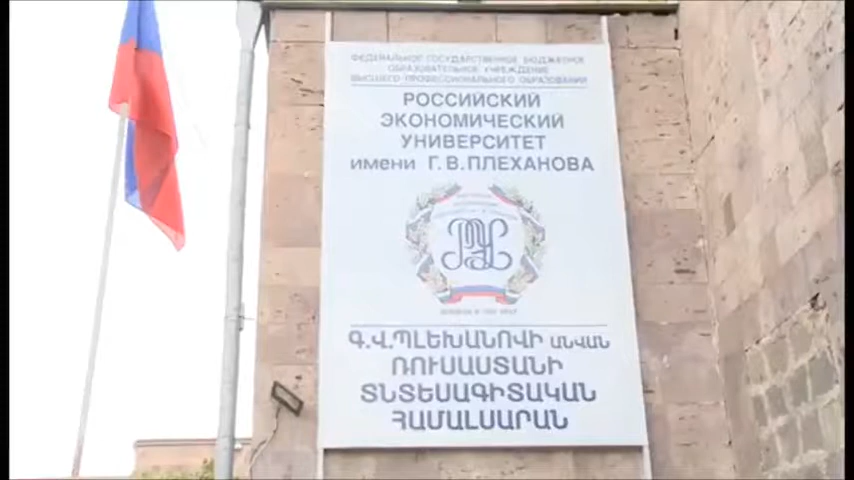 ФЕДЕРАЛЬНОЕ ГОСУДАРСТВЕННОЕ БЮДЖЕТНОЕ
ОБРАЗОВАТЕЛЬНОЕ УЧРЕЖДЕНИЕ
ВЫСШЕГО ПРОФЕССИОНАЛЬНОГО ОБРАЗОВАНИЯ
РОССИЙСКИЙ
ЭКОНОМИЧЕСКИЙ
УНИВЕРСИТЕТ
ИМЕНИ Г.В.ПЛЕХАНОВА
Գ.Վ.ՊԼԵԽԱՆՈՎԻ ԱՆՎԱՆ
ՌՈՒՍԱՍՏԱՆԻ
ՏՆՏԵՍԱԳԻՏԱԿԱՆ
ՀԱՄԱԼՍԱՐԱՆ